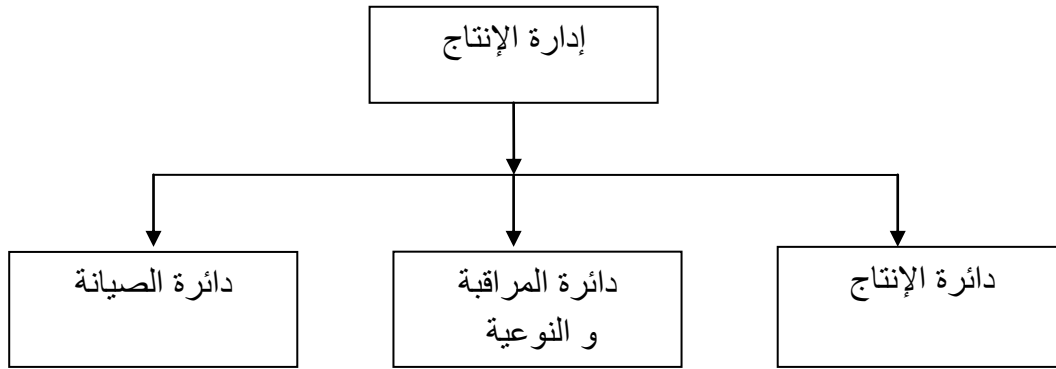 إدارة الإنتاج
دائرة الإنتاج
دائرة المراقبة
و النوعية
دائرة الصيانة